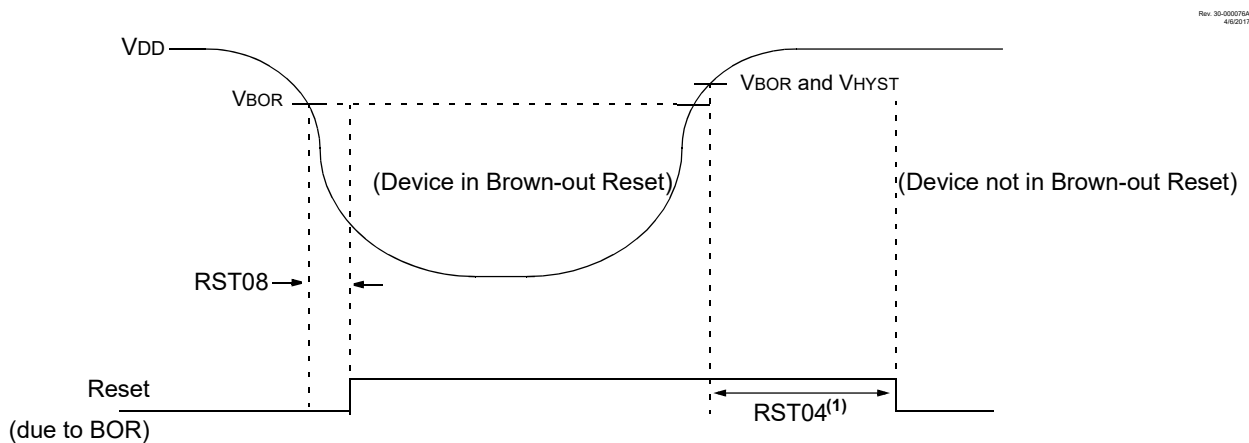 Rev. 30-000076A
4/6/2017
VDD
VBOR
VBOR and VHYST
(Device in Brown-out Reset)
(Device not in Brown-out Reset)
RST08
Reset
(due to BOR)
RST04(1)